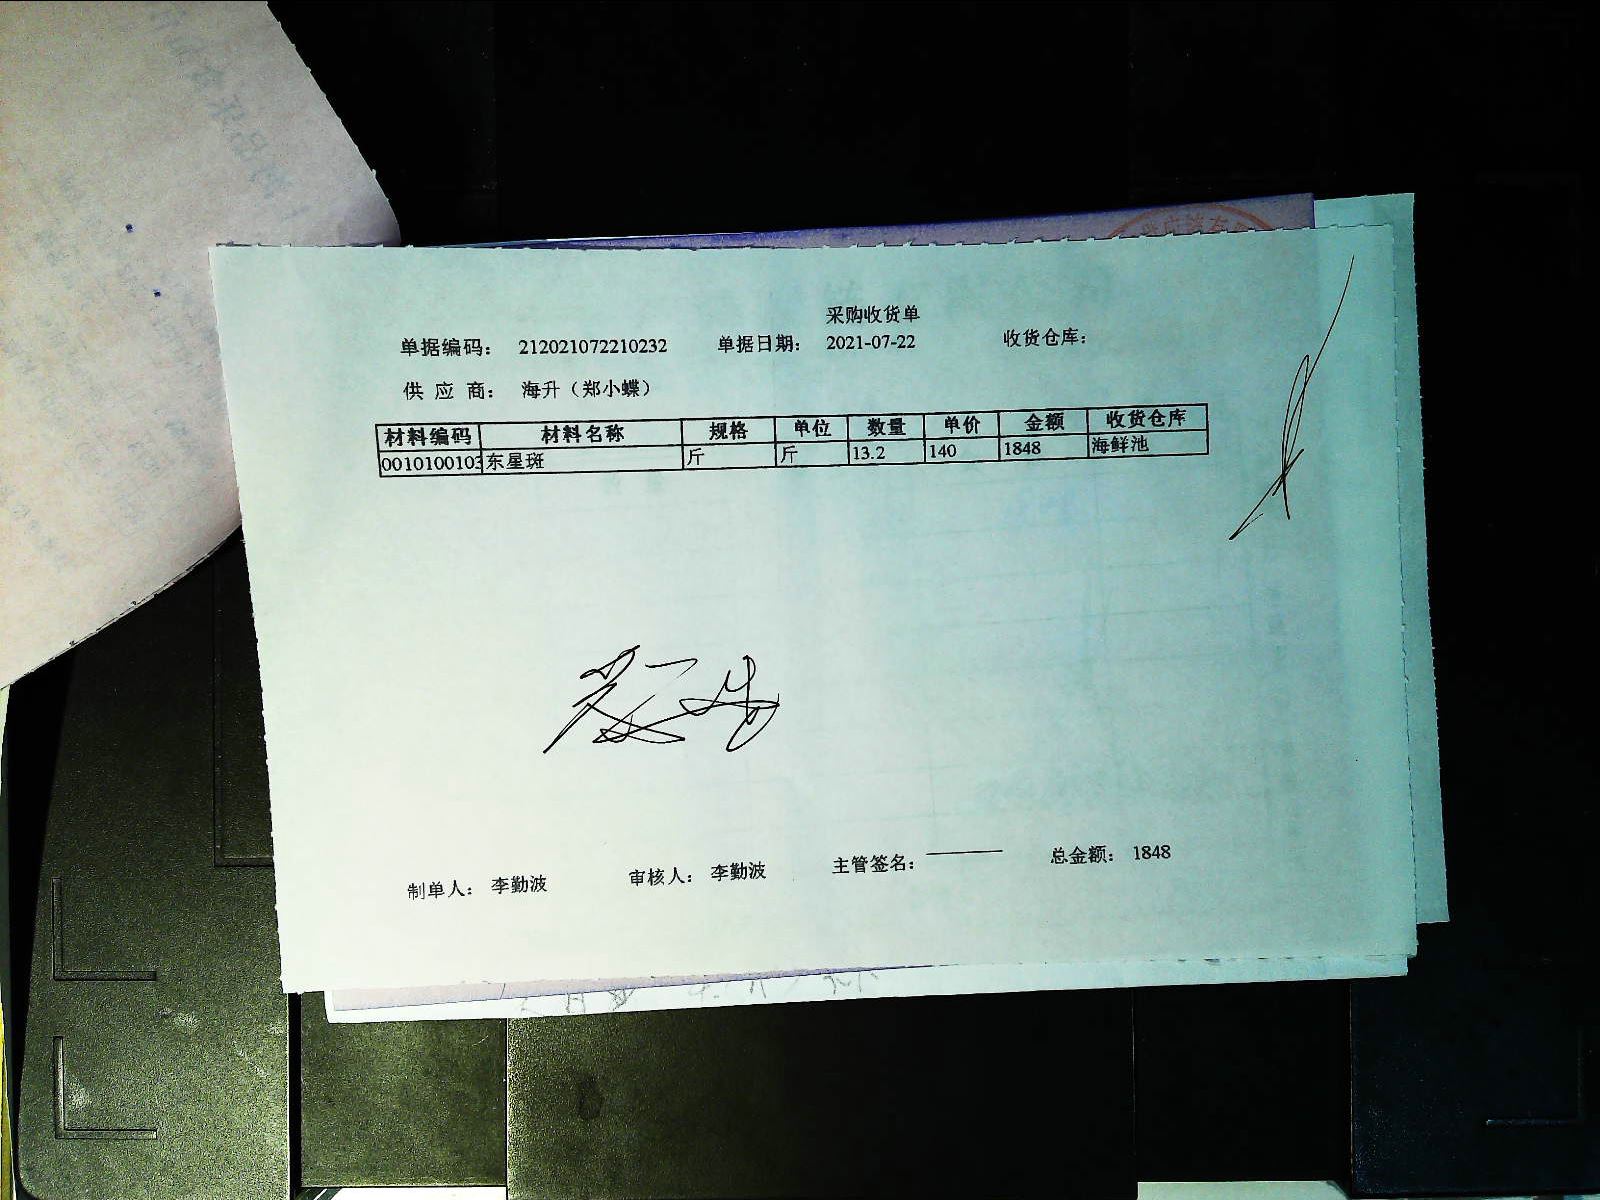 采购收货单
单据编码： 212021072210232 单据日期： 2021-07-22 收货仓库：
供 应 商： 海升（郑小蝶）
材料编码 材料名称 规格 单位 数量 单价 金额 收货仓库
0010100103 东星斑 斤 斤 13.2 140 1848 海鲜池
制单人： 李勤波 审核人： 李勤波 主管签名： 总金额： 1848